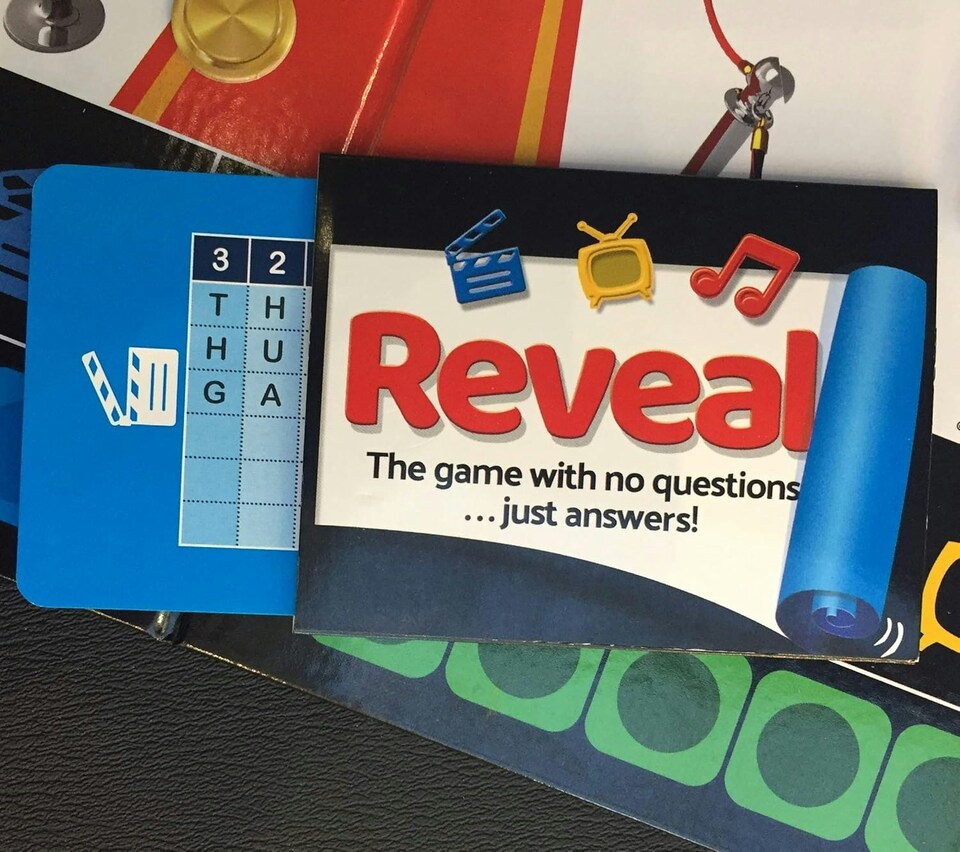 3 2
T H
H U
G A
Reveal
The game with no questions
...just answers!